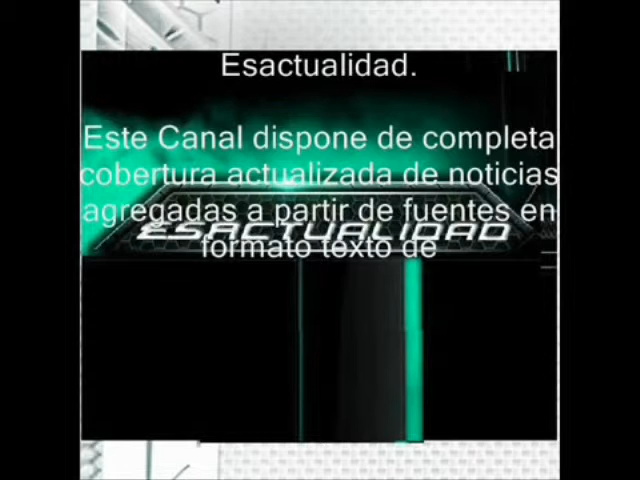 Esactualidad.
Este Canal dispone de completa
cobertura actualizada de noticias
agregadas a partir de fuentes en
ESACTUALIDAD
formato texto de